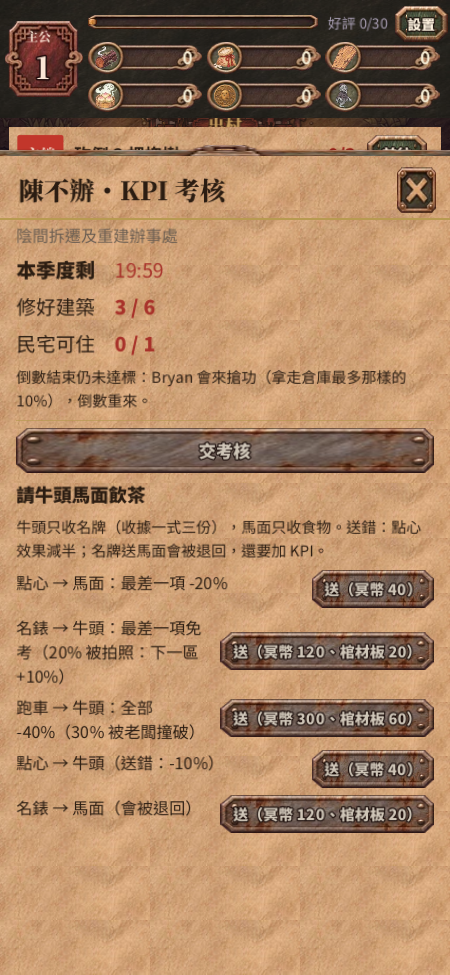 主公
1
好評 0/30
設置
0
0
0
0
0
0
陳不辦・KPI 考核
陰間拆遷及重建辦事處
本季度剩 19:59
修好建築 3 / 6
民宅可住 0 / 1
倒數結束仍未達標：Bryan 會來搶功（拿走倉庫最多那樣的
10%），倒數重來。
交考核
請牛頭馬面飲茶
牛頭只收名牌（收據一式三份），馬面只收食物。送錯：點心
效果減半；名牌送馬面會被退回，還要加 KPI。
點心 → 馬面：最差一項 -20%
送（冥幣 40）
名錶 → 牛頭：最差一項免
考（20% 被拍照：下一區
+10%）
送（冥幣 120、棺材板 20）
跑車 → 牛頭：全部
-40%（30% 被老闆撞破）
送（冥幣 300、棺材板 60）
點心 → 牛頭（送錯：-10%）
送（冥幣 40）
名錶 → 馬面（會被退回）
送（冥幣 120、棺材板 20）